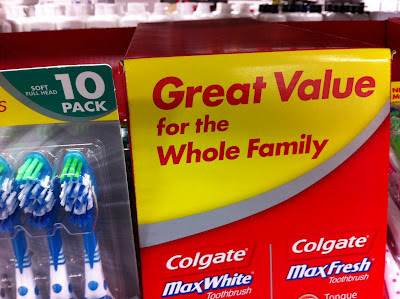 SOFT
FULL HEAD
10
PACK
S
Great Value
for the
Whole Family
Colgate
MaxWhite
Toothbrush
Colgate
MaxFresh
Toothbrush
Tongue